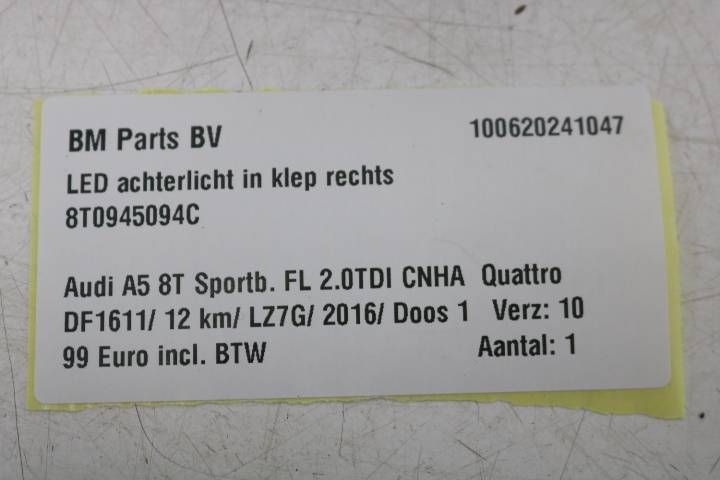 BM Parts BV 100620241047
LED achterlicht in klep rechts
8T0945094C
Audi A5 8T Sportb. FL 2.0TDI CNHA Quattro
DF1611/ 12 km/ LZ7G/ 2016/ Doos 1 Verz: 10
99 Euro incl. BTW Aantal: 1